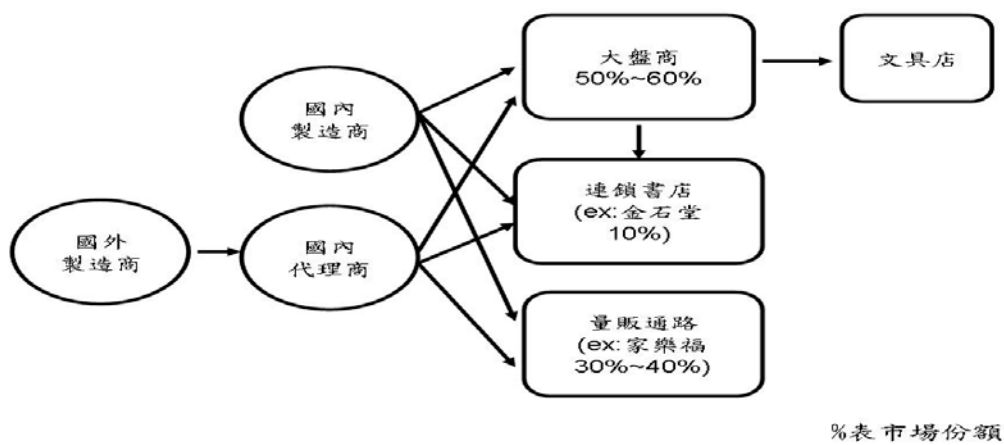 大盤商
50%~60%
文具店
國內
製造商
連鎖書店
(ex:金石堂
10%)
國外
製造商
國內
代理商
量販通路
(ex:家樂福
30%~40%)
%表市場份額